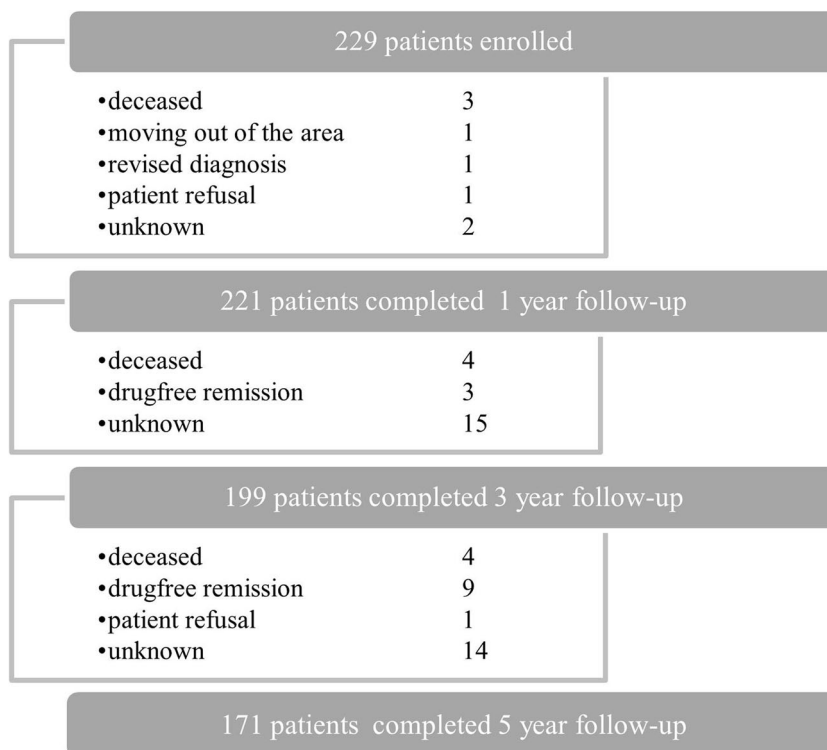 229 patients enrolled
•deceased 3
•moving out of the area 1
•revised diagnosis 1
•patient refusal 1
•unknown 2
221 patients completed 1 year follow-up
•deceased 4
•drugfree remission 3
•unknown 15
199 patients completed 3 year follow-up
•deceased 4
•drugfree remission 9
•patient refusal 1
•unknown 14
171 patients completed 5 year follow-up